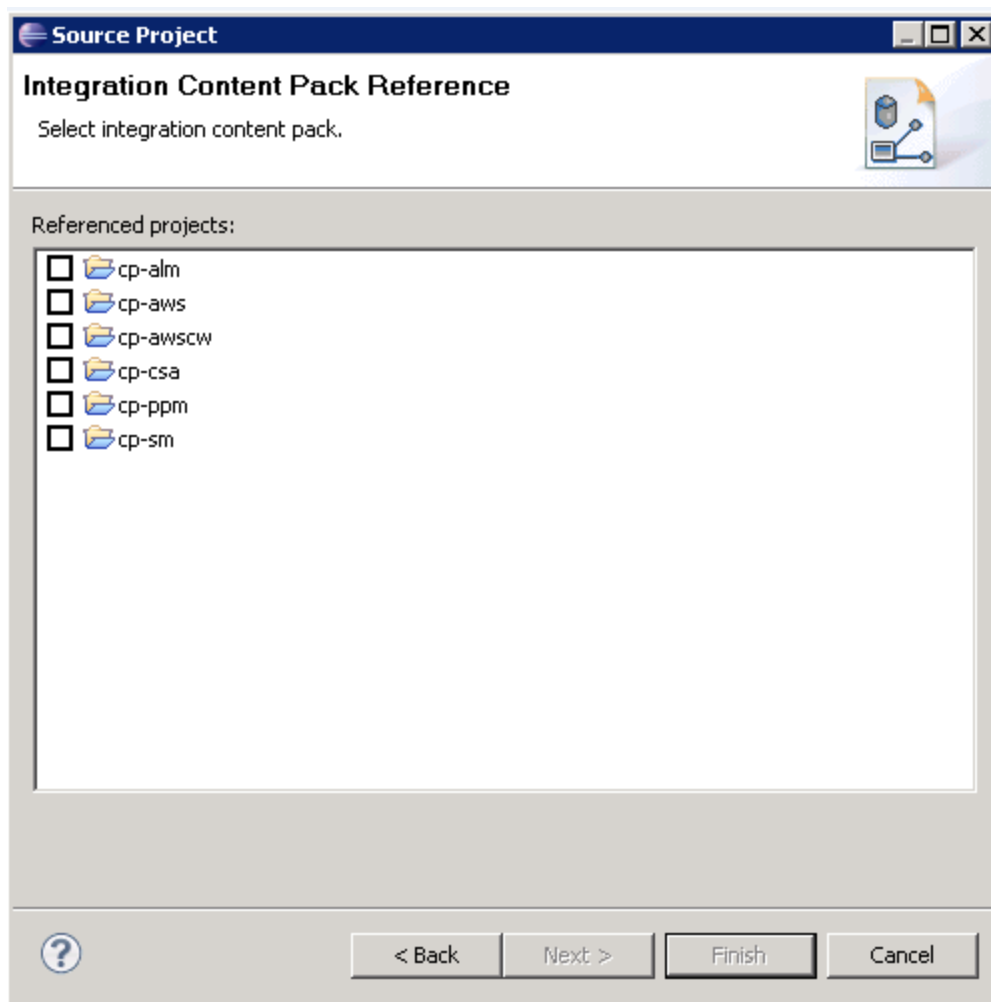 Source Project
Integration Content Pack Reference
Select integration content pack.
Referenced projects:
cp-alm
cp-aws
cp-awscw
cp-csa
cp-ppm
cp-sm
? < Back Next > Finish Cancel